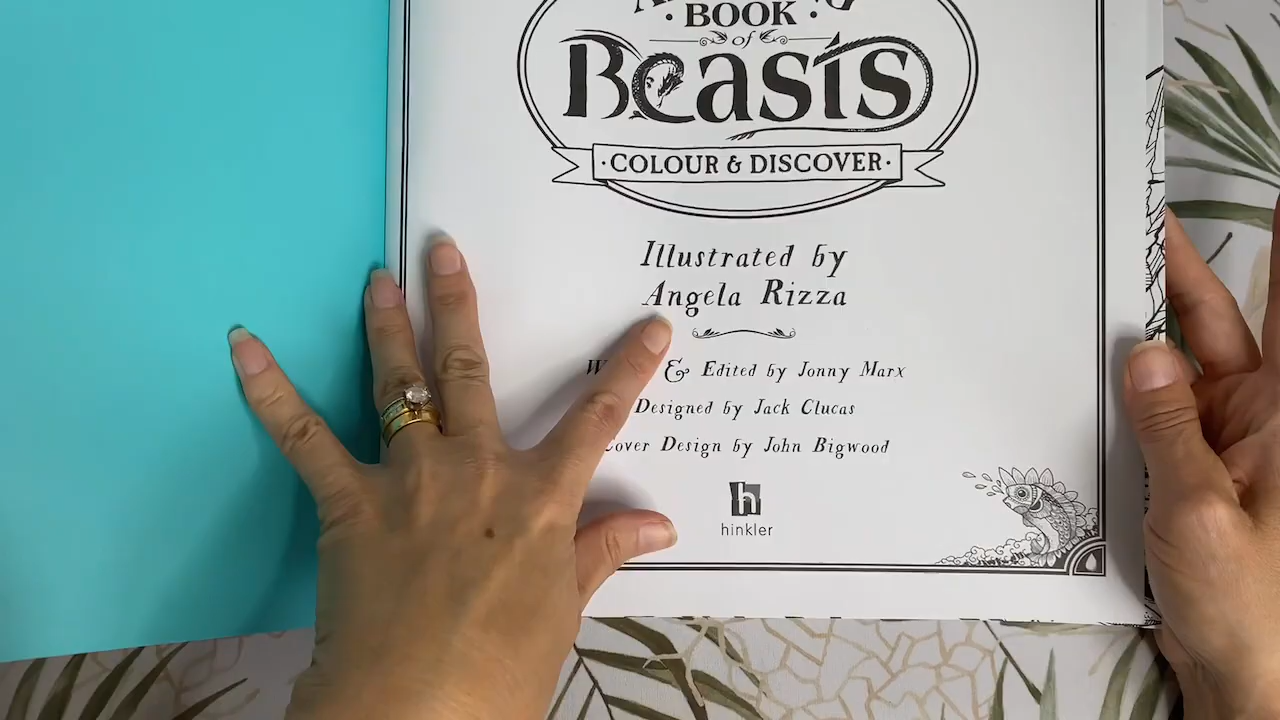 BOOK
of
Beasts
· COLOUR & DISCOVER ·
Illustrated by
Angela Rizza
& Edited by Jonny Marx
Designed by Jack Clucas
Cover Design by John Bigwood
h
hinkler